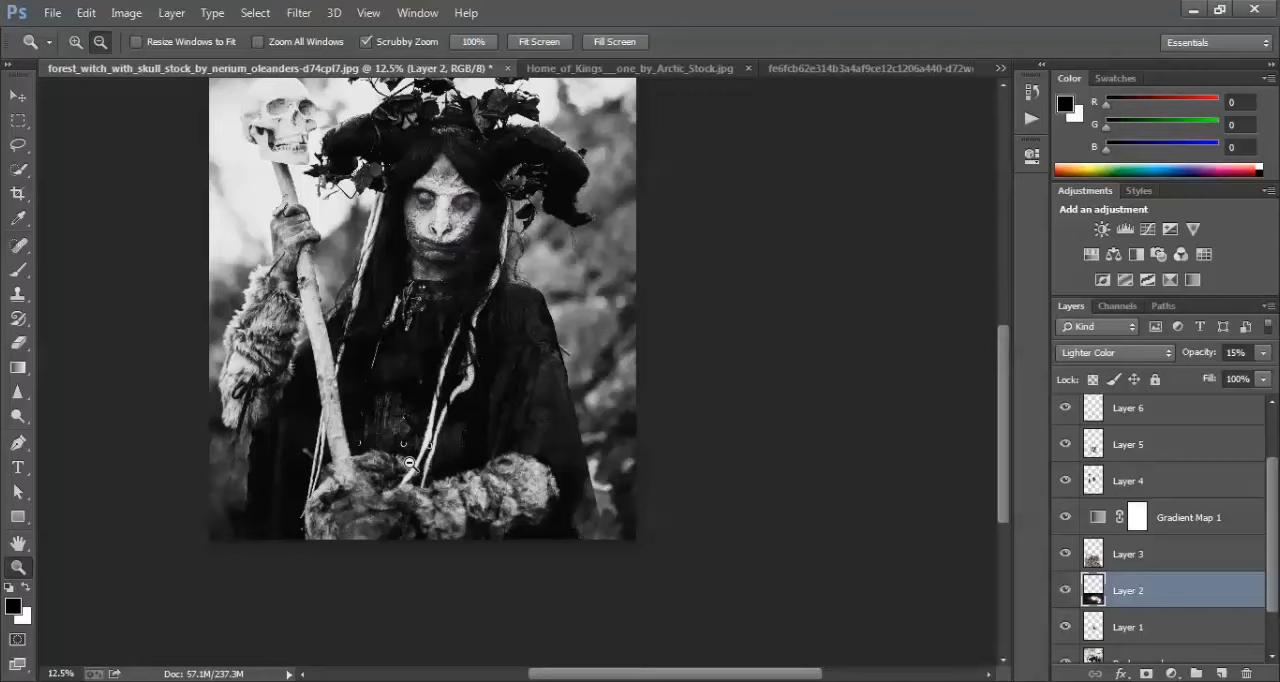 Ps File Edit Image Layer Type Select Filter 3D View Window Help
Resize Windows to Fit Zoom All Windows Scrubby Zoom 100% Fit Screen Fill Screen Essentials
forest_witch_with_skull_stock_by_nerium_oleanders-d74cpf7.jpg @ 12.5% (Layer 2, RGB/8) * × Home_of_Kings___one_by_Arctic_Stock.jpg × fe6fcb62e314b3a4af9ce12c1206a440-d72w
Color Swatches
R 0
G 0
B 0
Adjustments Styles
Add an adjustment
Layers Channels Paths
Kind
Lighter Color Opacity: 15%
Lock: Fill: 100%
Layer 6
Layer 5
Layer 4
Gradient Map 1
Layer 3
Layer 2
Layer 1
12.5% Doc: 57.1M/237.3M